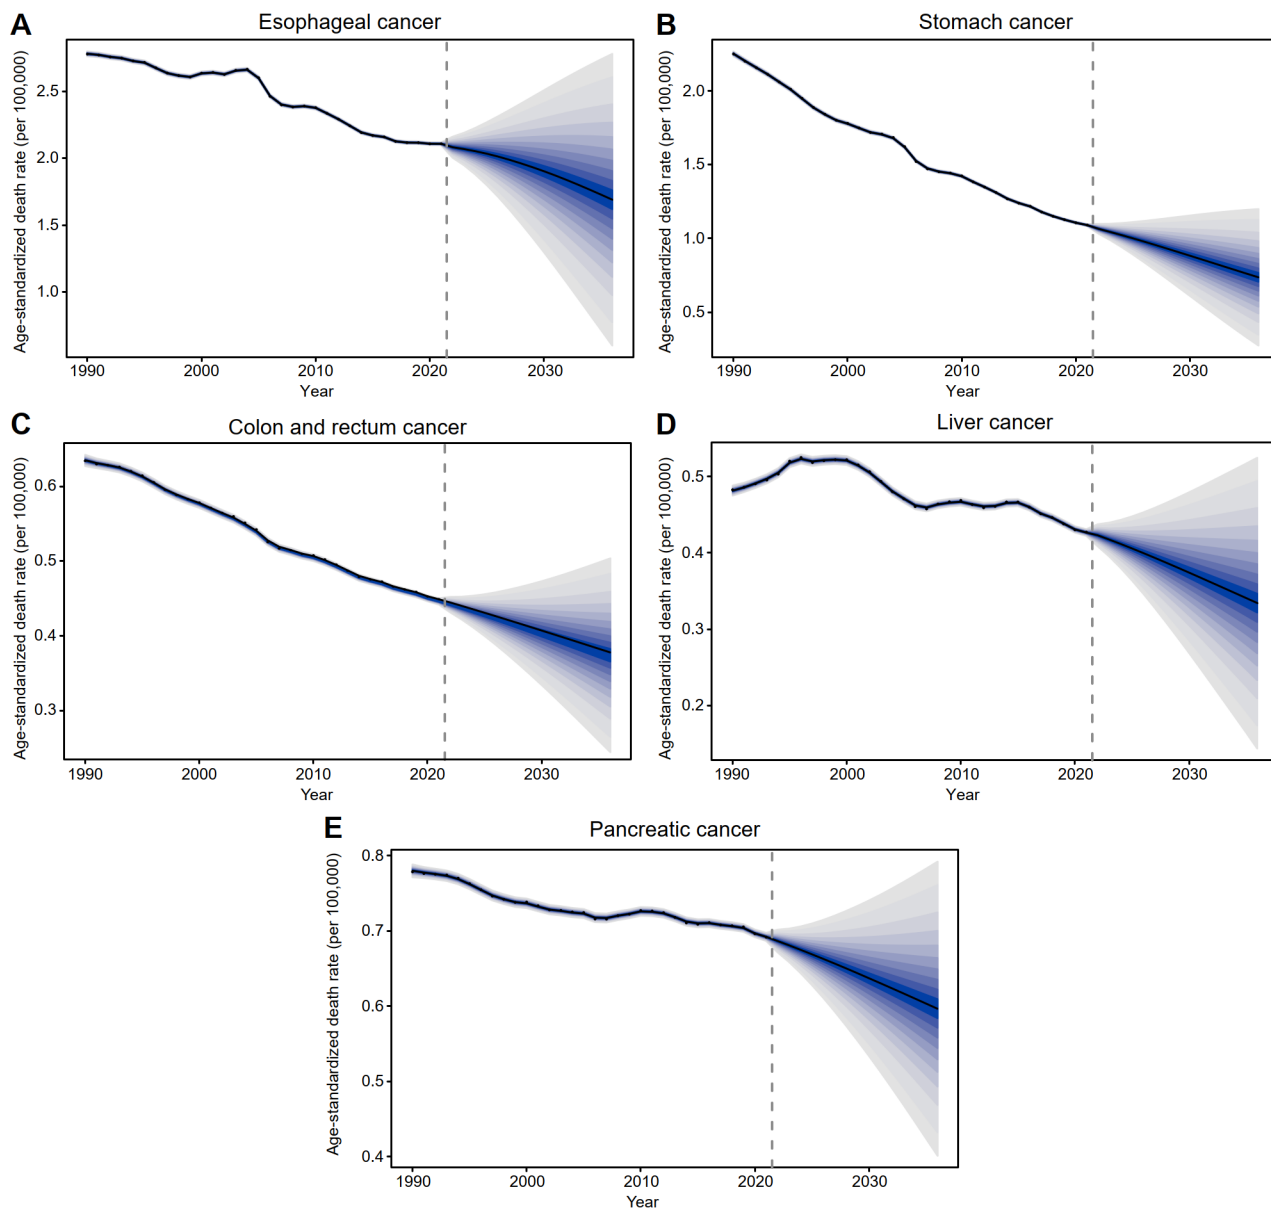 A
Esophageal cancer
Age-standardized death rate (per 100,000)
2.5
2.0
1.5
1.0
1990 2000 2010 2020 2030
Year
B
Stomach cancer
Age-standardized death rate (per 100,000)
2.0
1.5
1.0
0.5
1990 2000 2010 2020 2030
Year
C
Colon and rectum cancer
Age-standardized death rate (per 100,000)
0.6
0.5
0.4
0.3
1990 2000 2010 2020 2030
Year
D
Liver cancer
Age-standardized death rate (per 100,000)
0.5
0.4
0.3
0.2
1990 2000 2010 2020 2030
Year
E
Pancreatic cancer
Age-standardized death rate (per 100,000)
0.8
0.7
0.6
0.5
0.4
1990 2000 2010 2020 2030
Year